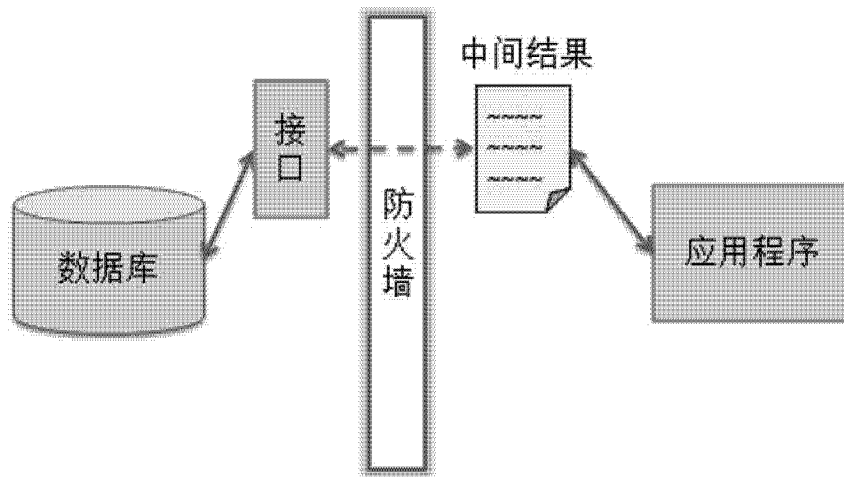 中间结果
接口
防火墙
数据库
应用程序